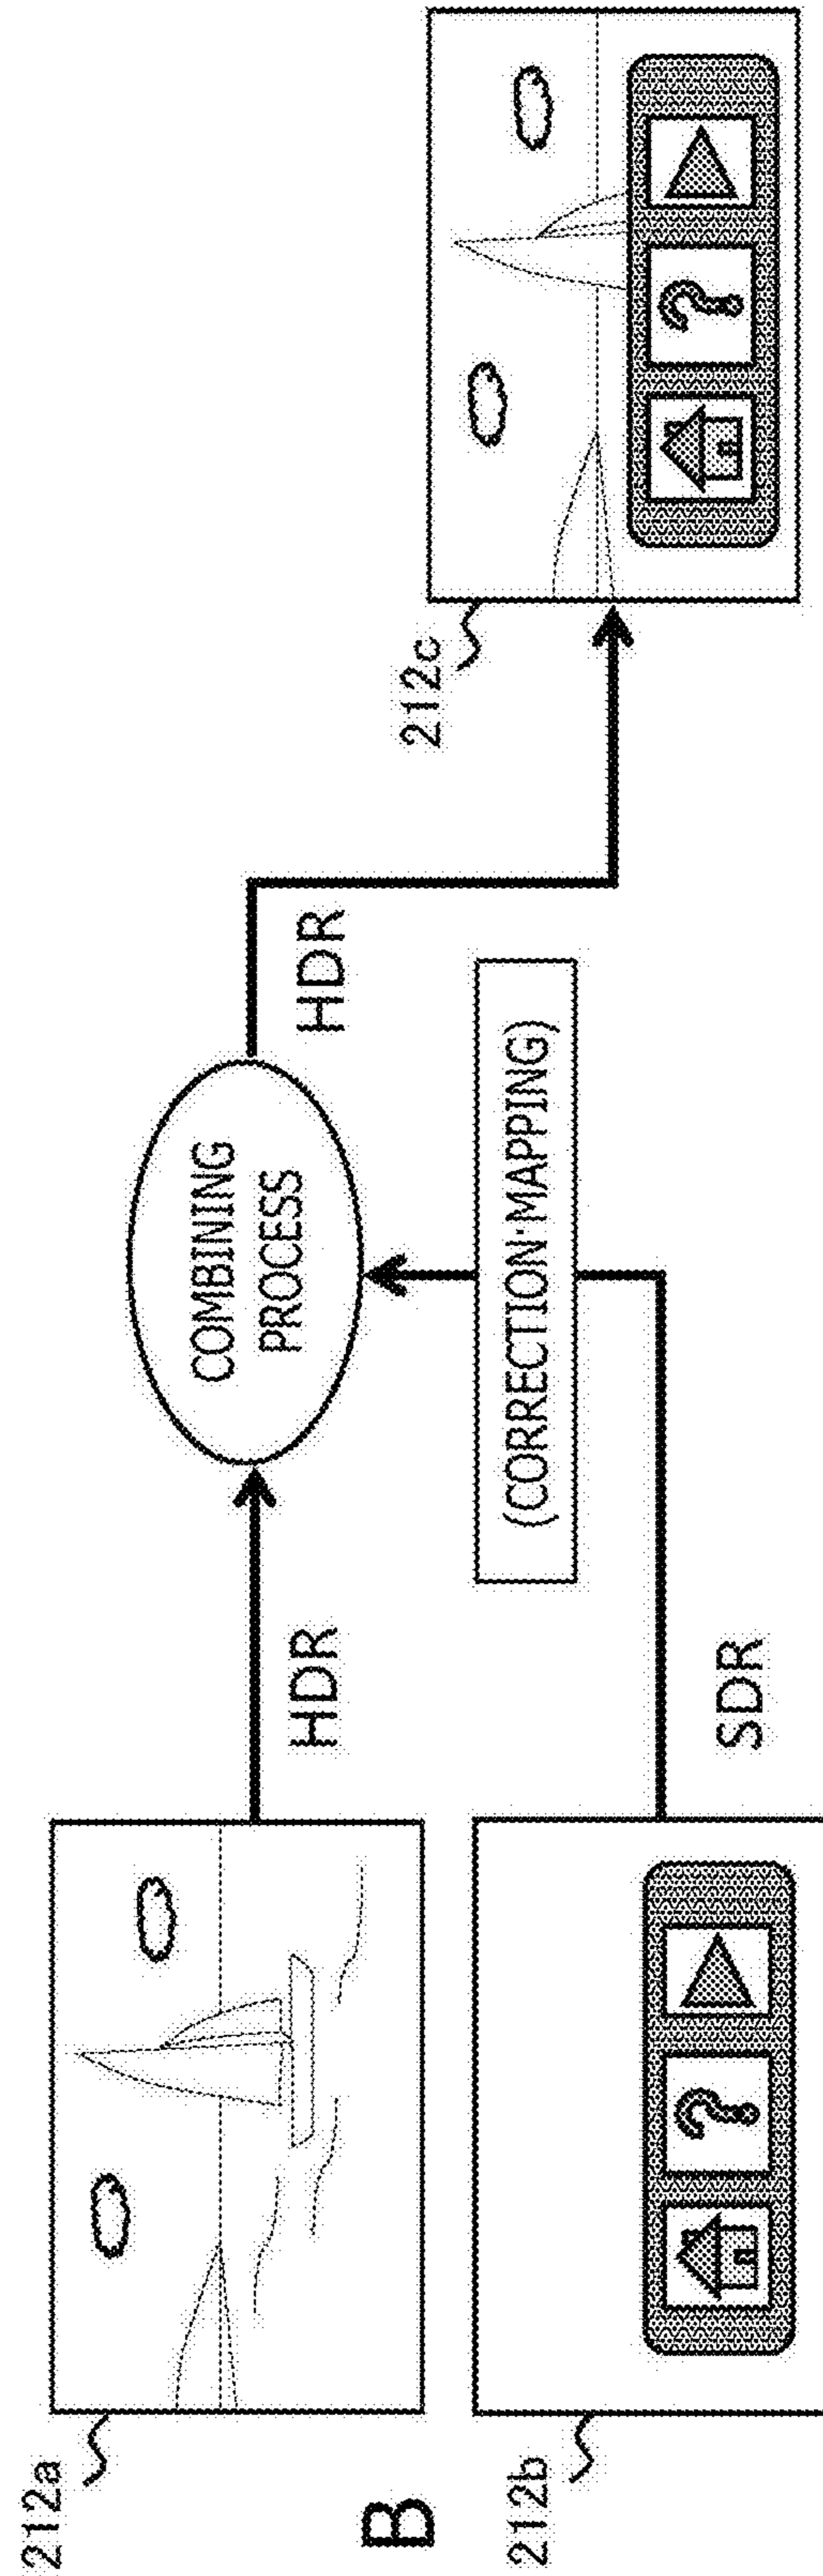 B
212a
HDR
COMBINING
PROCESS
HDR
212b
SDR
(CORRECTION·MAPPING)
212c
?
?